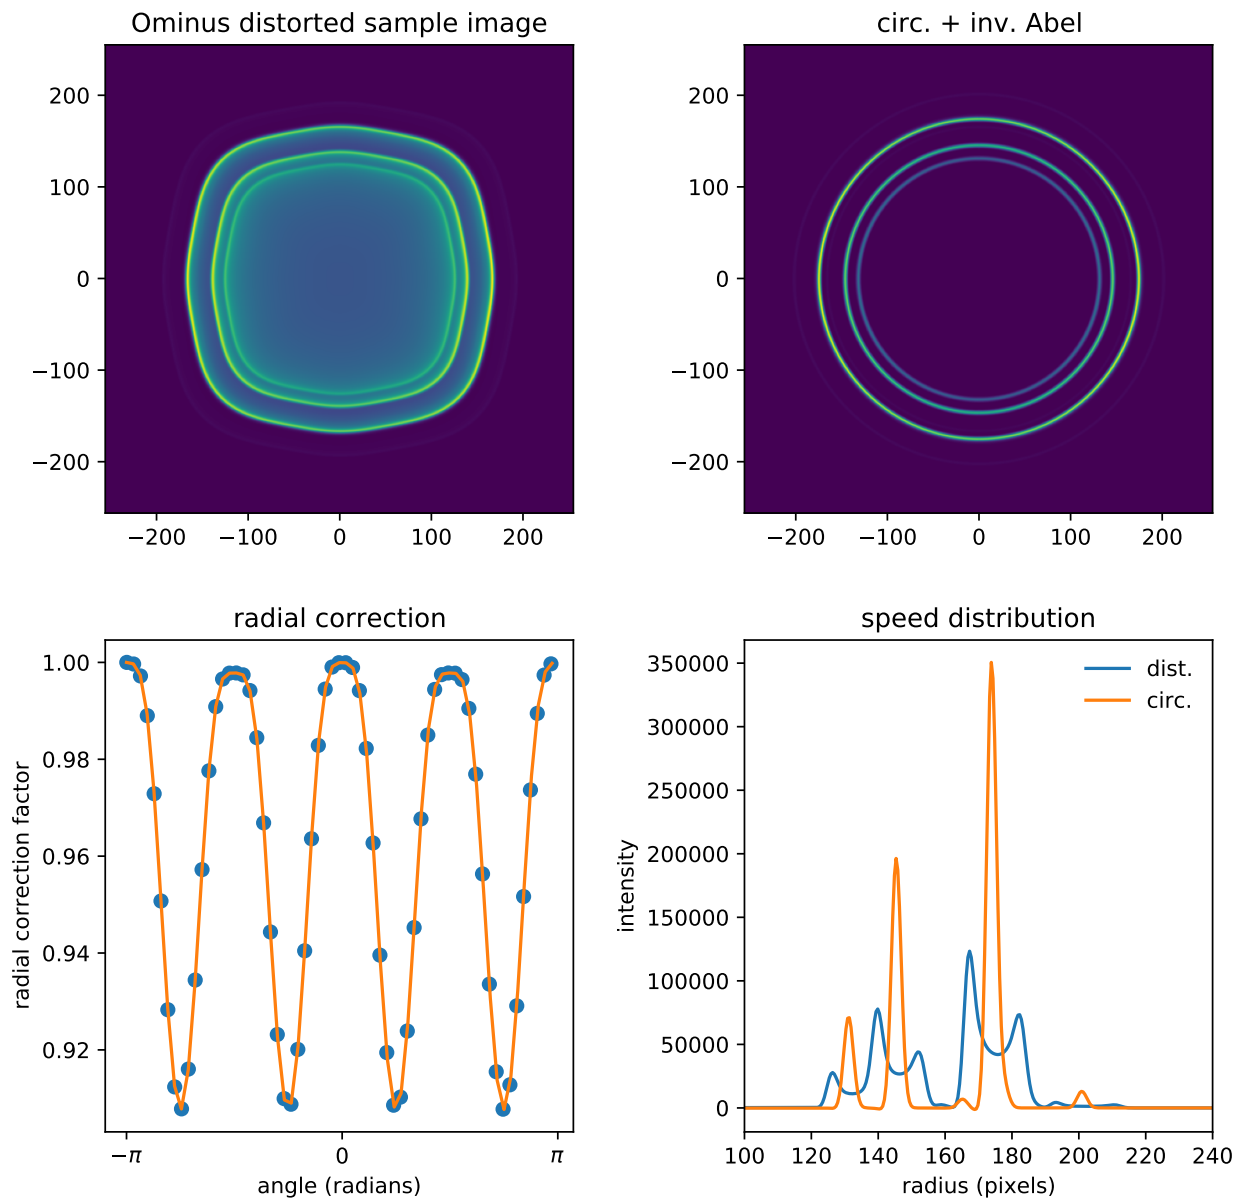 Ominus distorted sample image
200
100
0
−100
−200
−200 −100 0 100 200
circ. + inv. Abel
200
100
0
−100
−200
−200 −100 0 100 200
radial correction
radial correction factor
1.00
0.98
0.96
0.94
0.92
−π 0 π
angle (radians)
speed distribution
dist.
circ.
intensity
350000
300000
250000
200000
150000
100000
50000
0
100 120 140 160 180 200 220 240
radius (pixels)